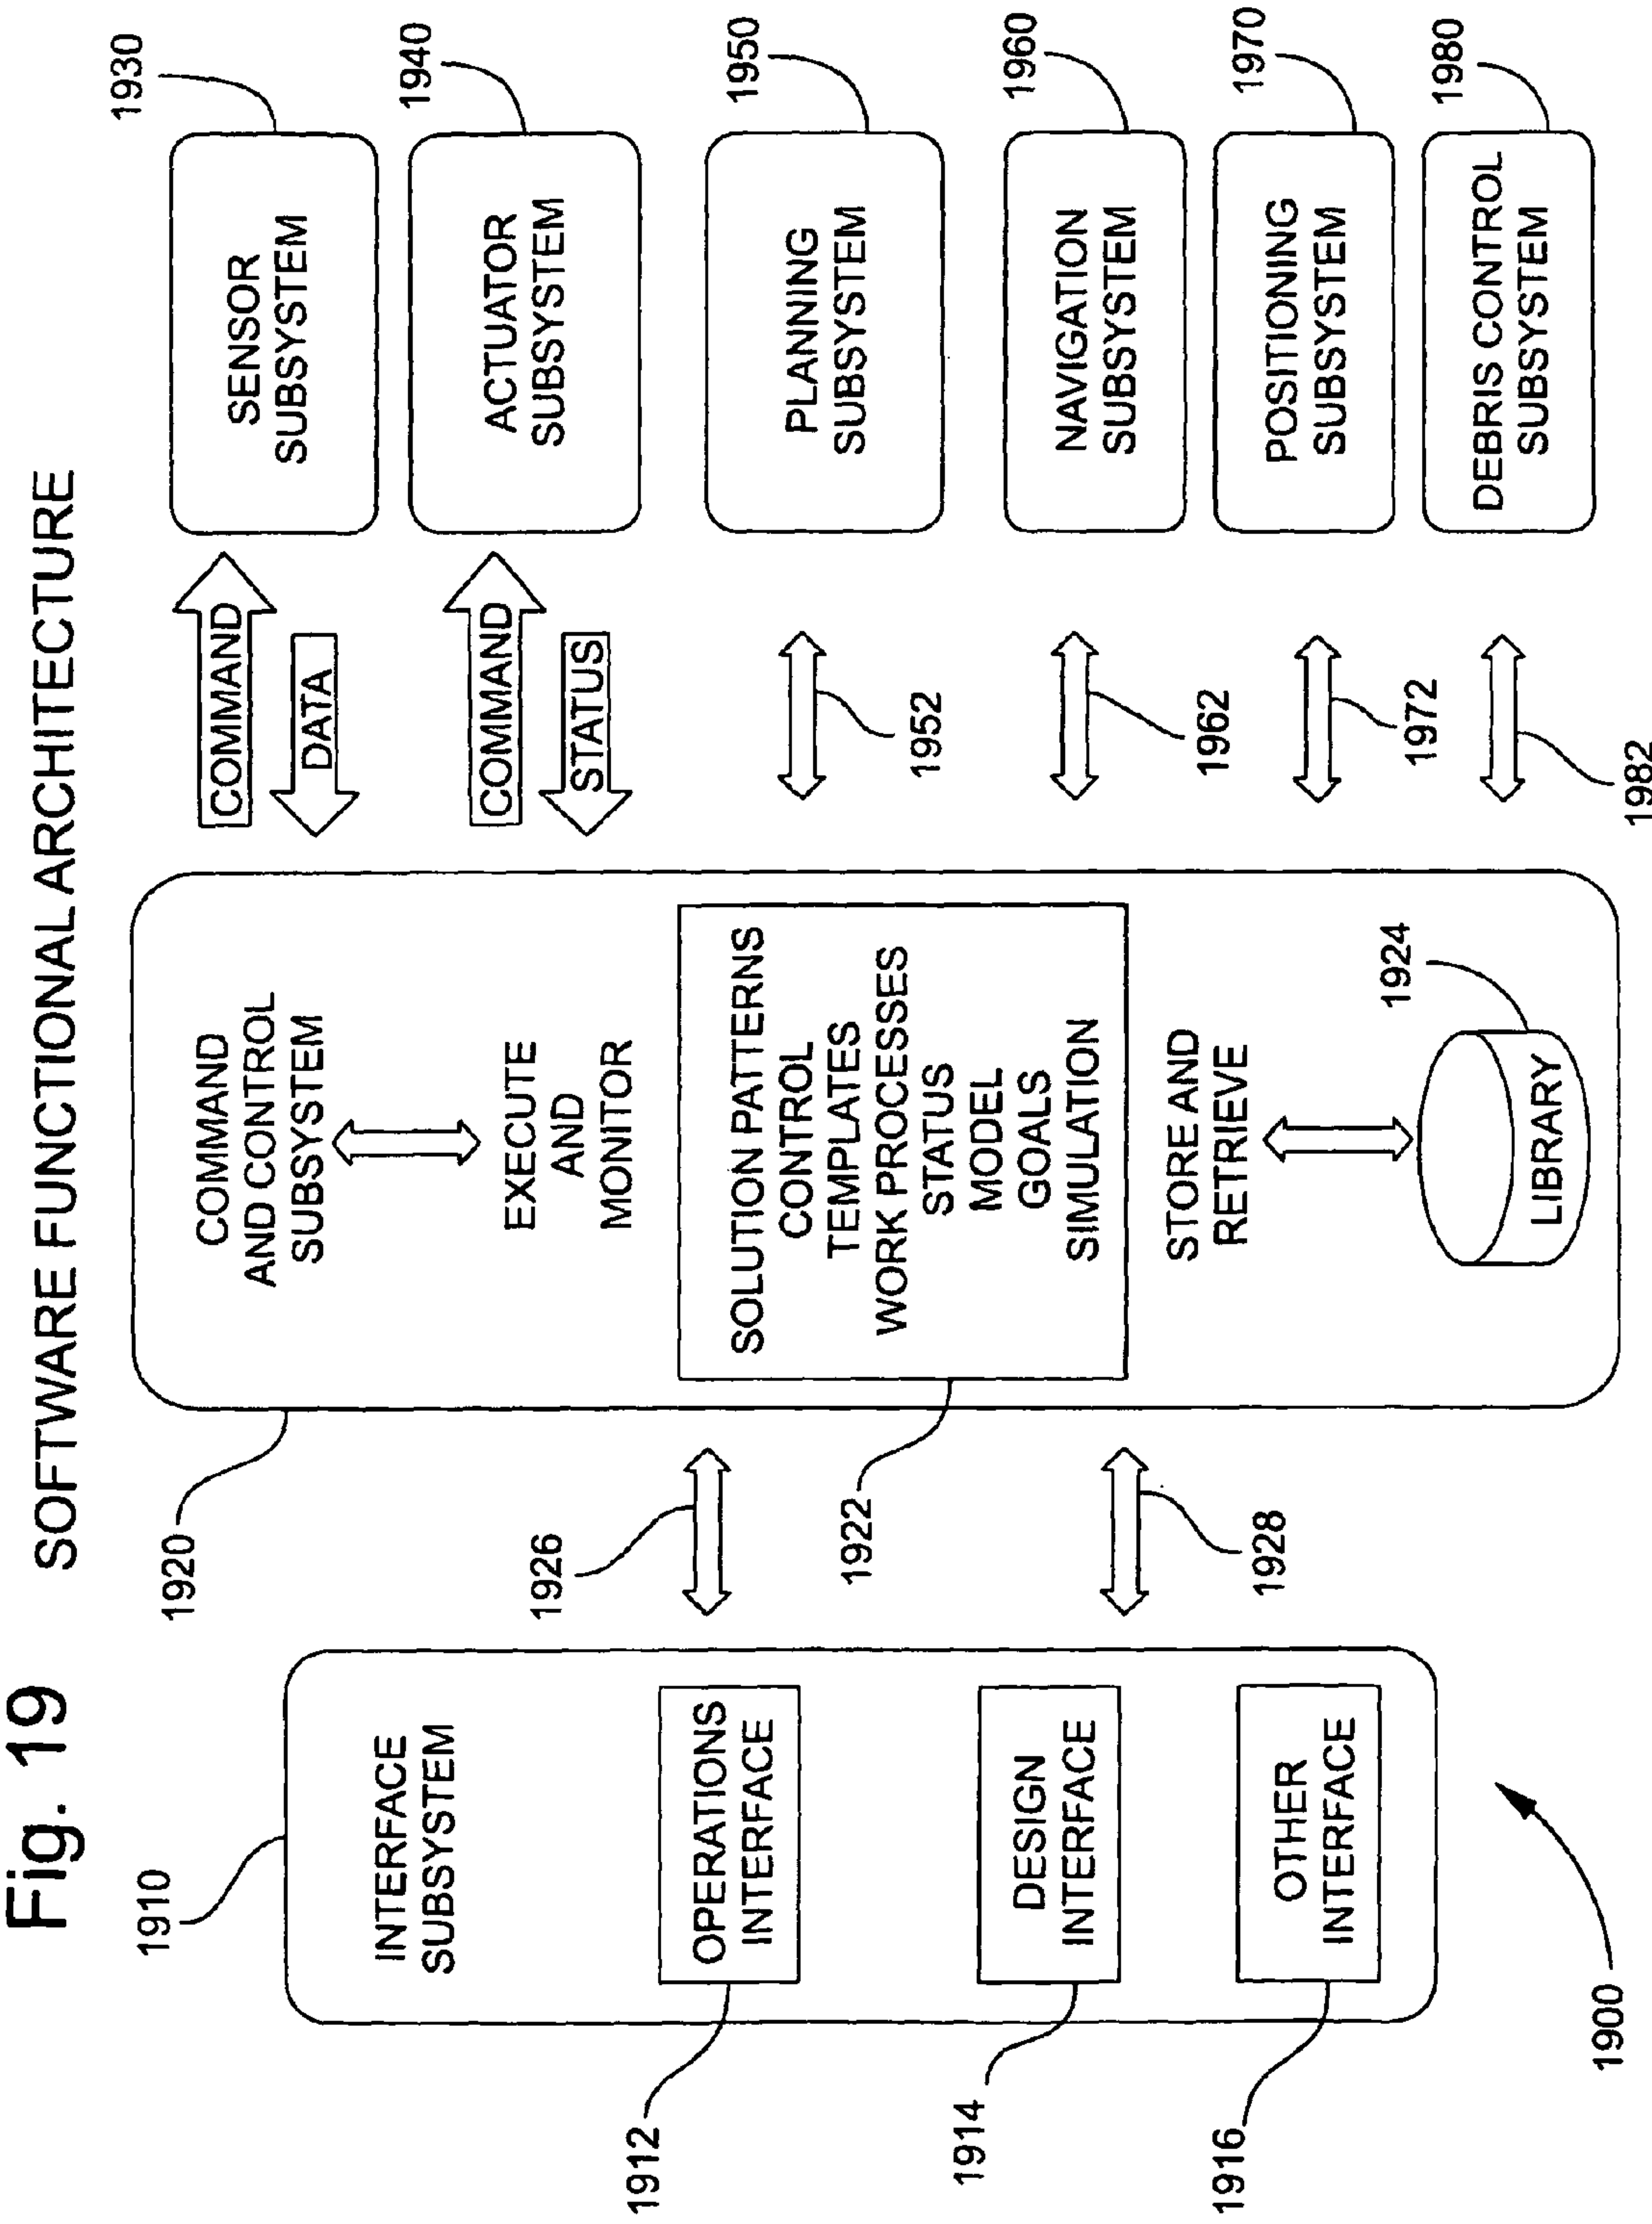 Fig. 19
SOFTWARE FUNCTIONAL ARCHITECTURE
1910
INTERFACE
SUBSYSTEM
1912
OPERATIONS
INTERFACE
1914
DESIGN
INTERFACE
1916
OTHER
INTERFACE
1900
1926
1928
1920
COMMAND
AND CONTROL
SUBSYSTEM
EXECUTE
AND
MONITOR
1922
SOLUTION PATTERNS
CONTROL
TEMPLATES
WORK PROCESSES
STATUS
MODEL
GOALS
SIMULATION
STORE AND
RETRIEVE
1924
LIBRARY
COMMAND
DATA
COMMAND
STATUS
1952
1962
1972
1982
1930
SENSOR
SUBSYSTEM
1940
ACTUATOR
SUBSYSTEM
1950
PLANNING
SUBSYSTEM
1960
NAVIGATION
SUBSYSTEM
1970
POSITIONING
SUBSYSTEM
1980
DEBRIS CONTROL
SUBSYSTEM